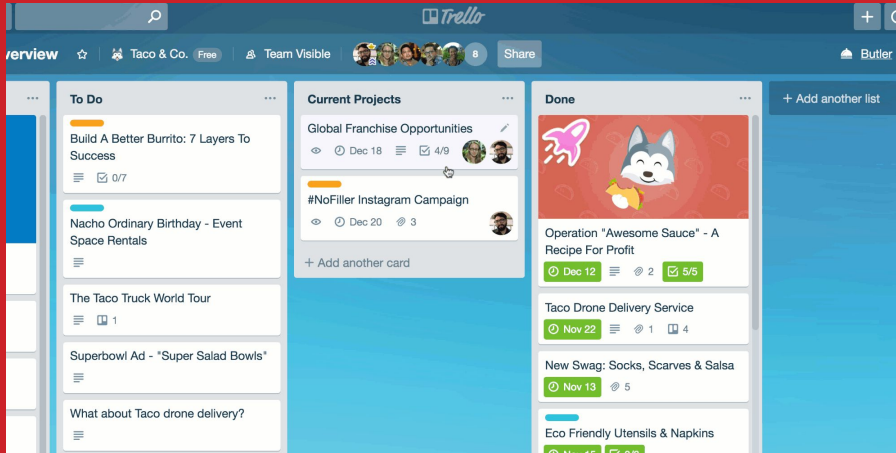 Trello
verview
Taco & Co. Free
Team Visible
8
Share
Butler
To Do
Build A Better Burrito: 7 Layers To
Success
0/7
Nacho Ordinary Birthday - Event
Space Rentals
The Taco Truck World Tour
1
Superbowl Ad - "Super Salad Bowls"
What about Taco drone delivery?
Current Projects
Global Franchise Opportunities
Dec 18 4/9
#NoFiller Instagram Campaign
Dec 20 3
+ Add another card
Done
Operation "Awesome Sauce" - A
Recipe For Profit
Dec 12 2 5/5
Taco Drone Delivery Service
Nov 22 1 4
New Swag: Socks, Scarves & Salsa
Nov 13 5
Eco Friendly Utensils & Napkins
+ Add another list